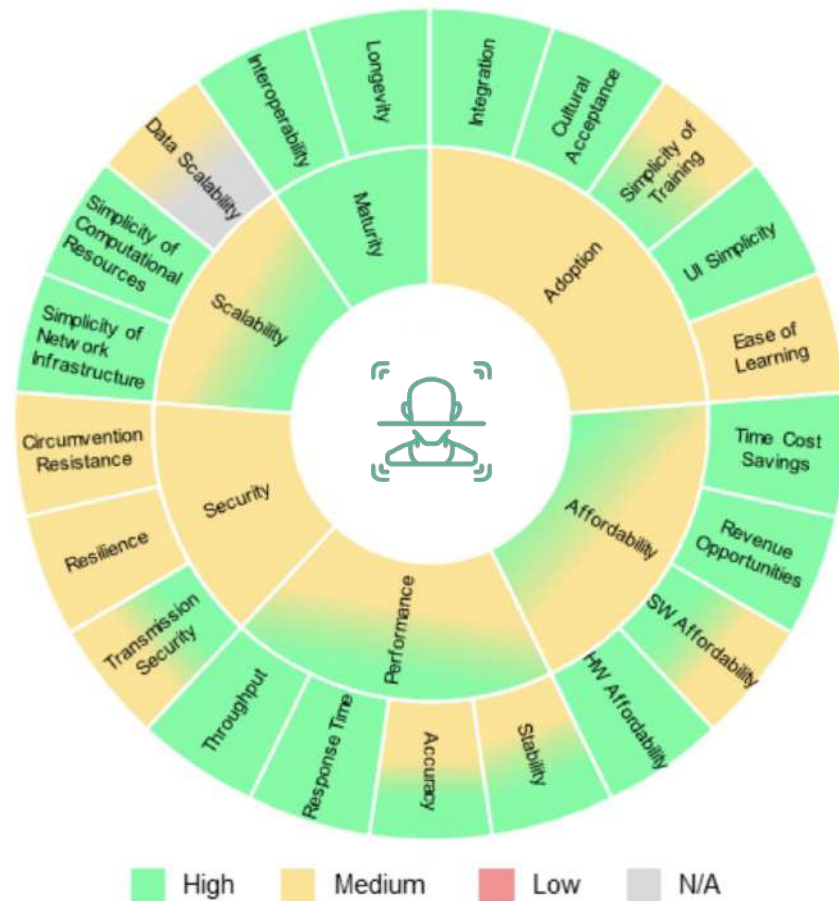 Longevity
Integration
Cultural
Acceptance
Simplicity of
Training
UI Simplicity
Ease of
Learning
Time Cost
Savings
Revenue
Opportunities
SW Affordability
HW Affordability
Stability
Accuracy
Response Time
Throughput
Transmission
Security
Resilience
Circumvention
Resistance
Simplicity of
Network
Infrastructure
Simplicity of
Computational
Resources
Data Scalability
Interoperability
Maturity
Adoption
Affordability
Performance
Security
Scalability
High
Medium
Low
N/A